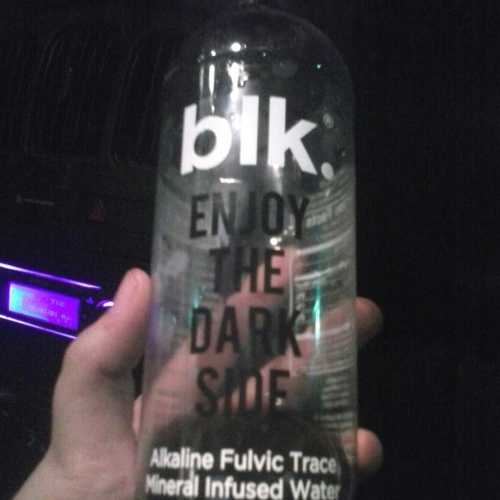 blk.
ENJOY
THE
DARK
SIDE
Alkaline Fulvic Trace
Mineral Infused Water